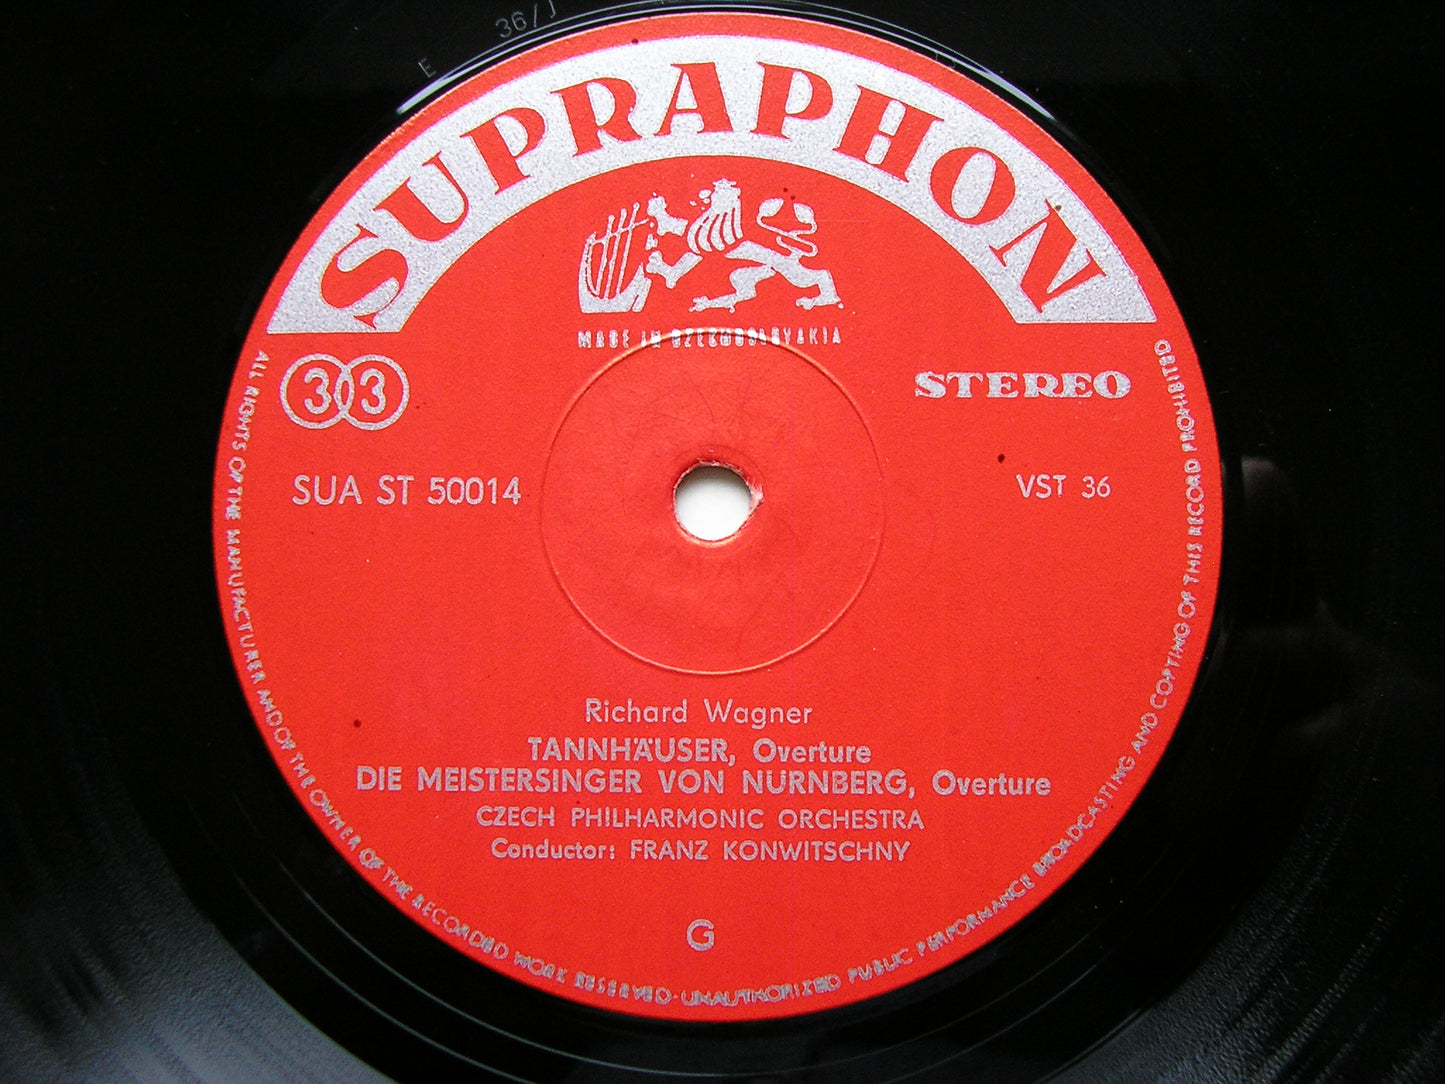 E 36/J
SUPRAPHON
MADE IN CZECHOSLOVAKIA
33
STEREO
SUA ST 50014
VST 36
Richard Wagner
TANNHÄUSER, Overture
DIE MEISTERSINGER VON NURNBERG, Overture
CZECH PHILHARMONIC ORCHESTRA
Conductor: FRANZ KONWITSCHNY
G
ALL RIGHTS OF THE MANUFACTURER AND OF THE OWNER OF THE RECORDED WORK RESERVED-UNAUTHORIZED PUBLIC PERFORMANCE BROADCASTING AND COPYING OF THIS RECORD PROHIBITED